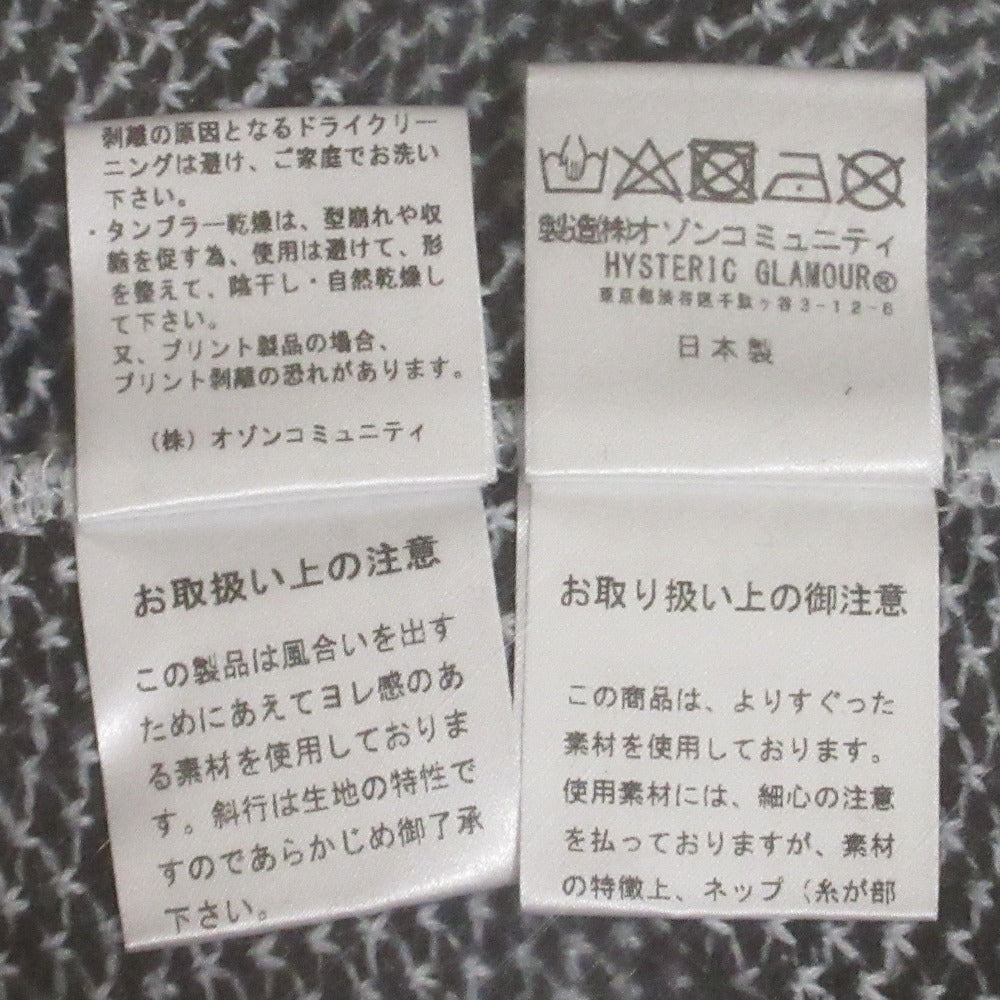 剥離の原因となるドライクリー
ニングは避け、ご家庭でお洗い
下さい。
・タンブラー乾燥は、型崩れや収
縮を促す為、使用は避けて、形
を整えて、陰干し・自然乾燥し
て下さい。
又、プリント製品の場合、
プリント剥離の恐れがあります。
（株）オゾンコミュニティ
お取扱い上の注意
この製品は風合いを出す
ためにあえてヨレ感のあ
る素材を使用しておりま
す。斜行は生地の特性で
すのであらかじめ御了承
下さい。
製造㈱オゾンコミュニティ
HYSTERIC GLAMOUR®
東京都渋谷区千駄ヶ谷3-12-6
日本製
お取り扱い上の御注意
この商品は、よりすぐった
素材を使用しております。
使用素材には、細心の注意
を払っておりますが、素材
の特徴上、ネップ（糸が部